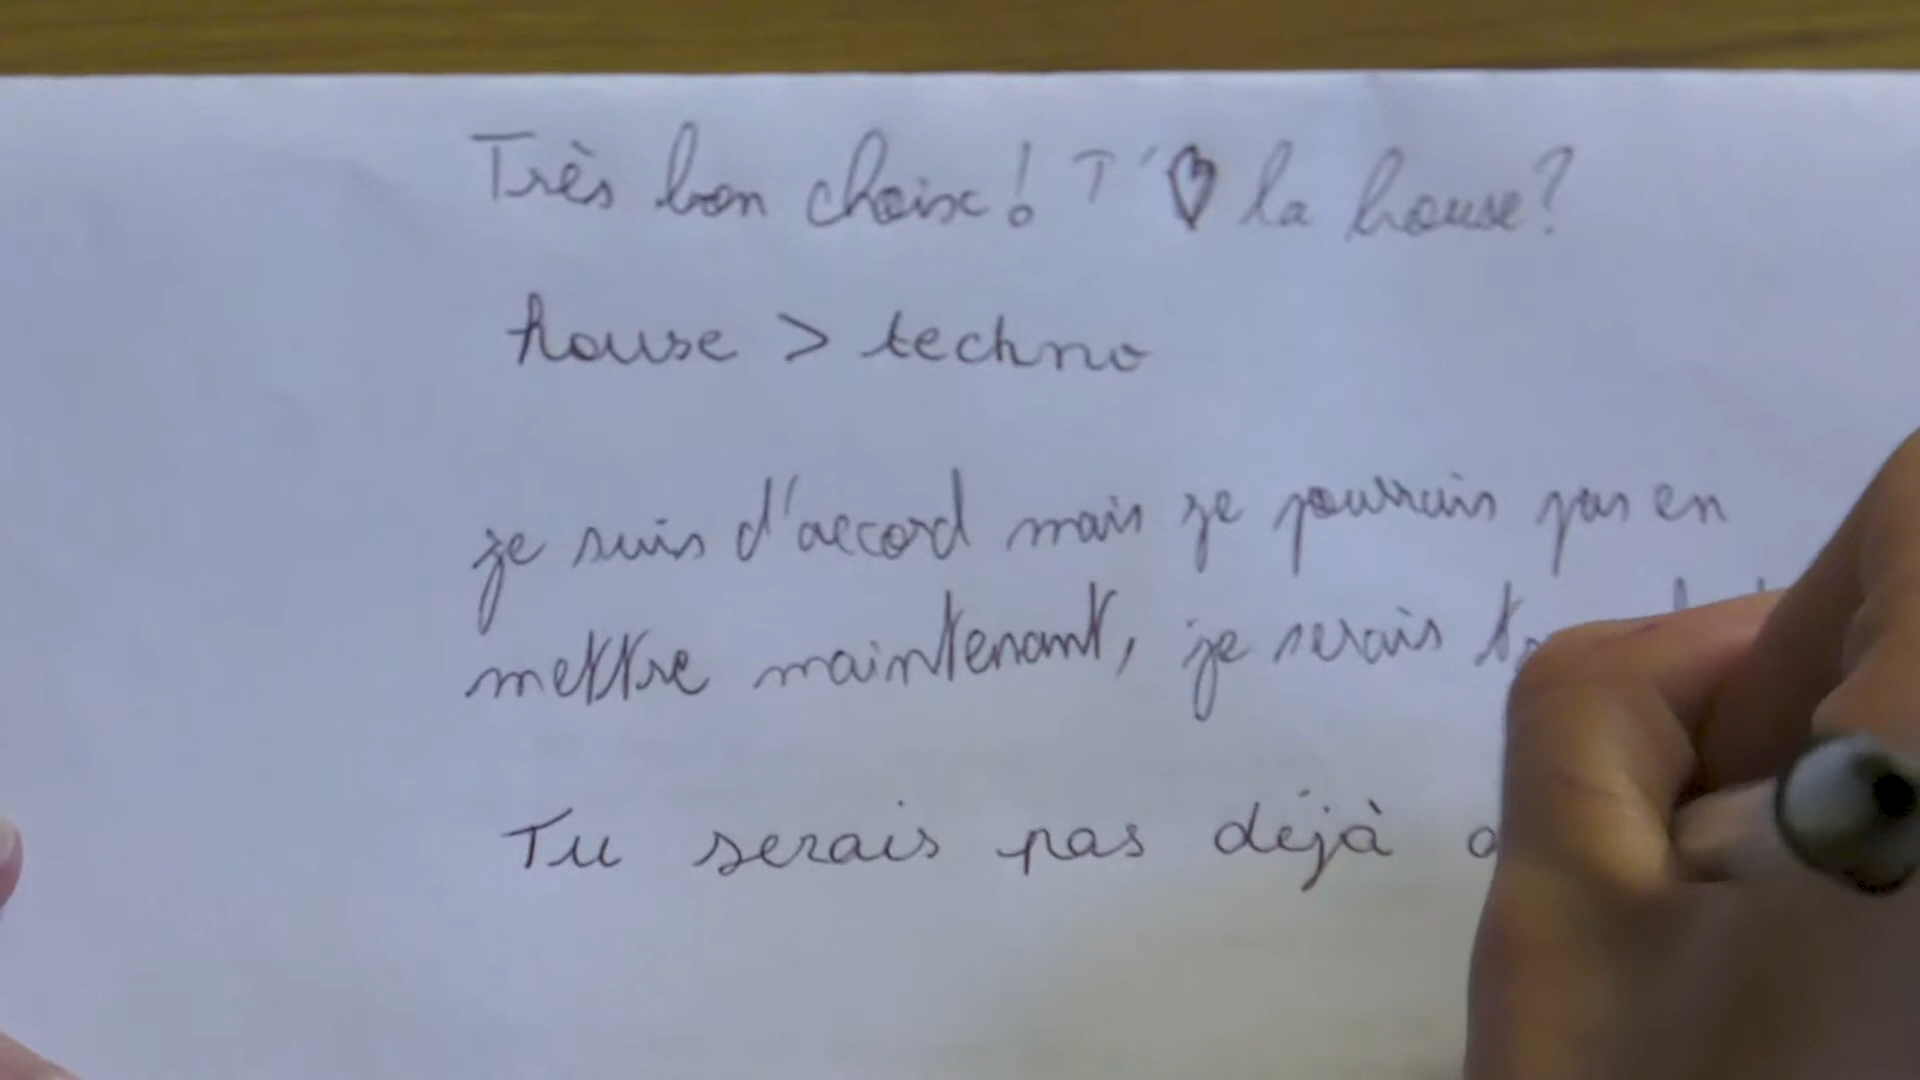 Très bon choix! T'♡ la house?
house > techno
je suis d'accord mais je pourrais pas en
mettre maintenant, je serais
Tu serais pas déjà